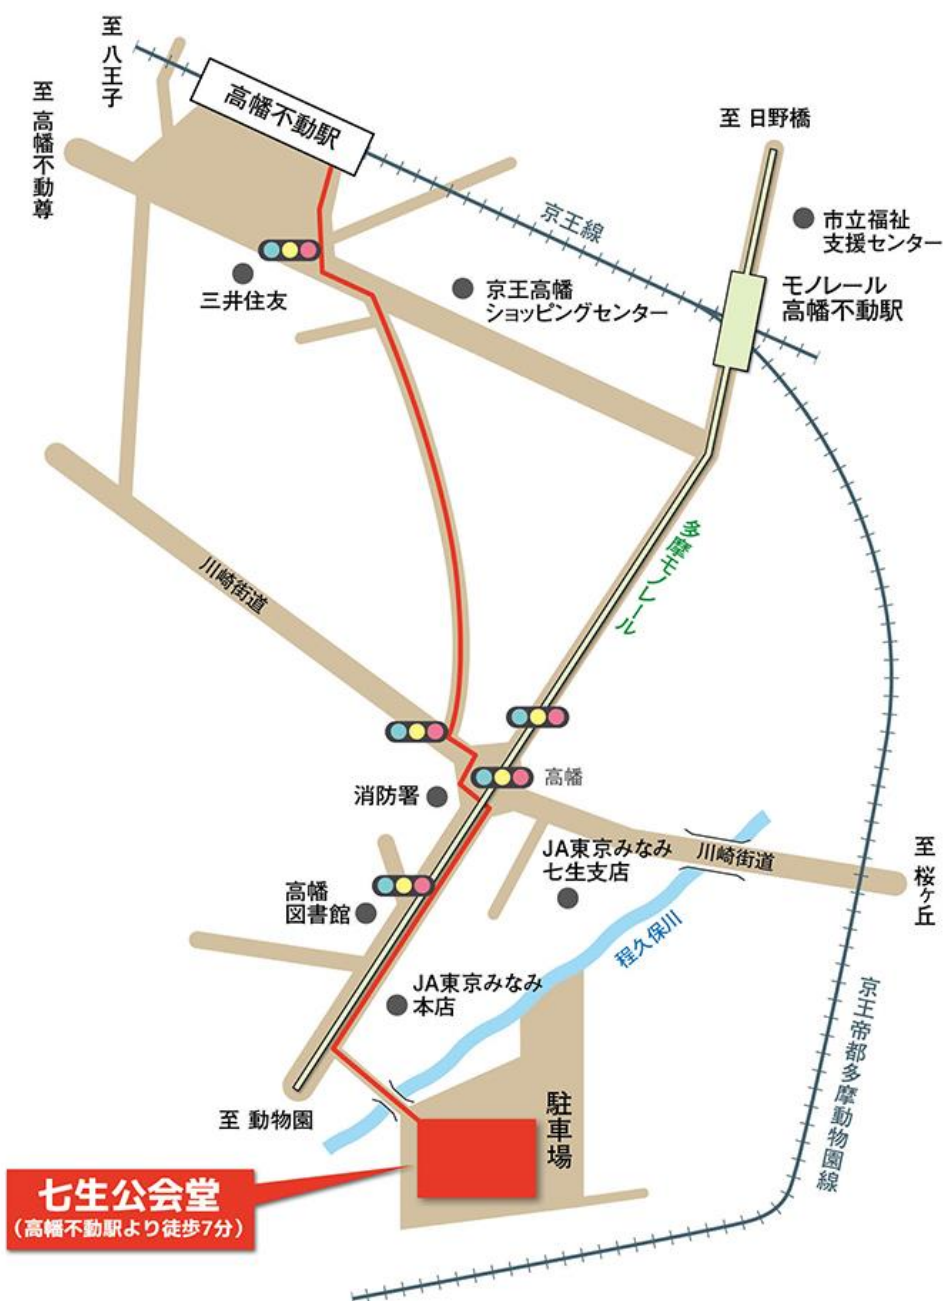 至 八王子
至 高幡不動尊
高幡不動駅
至 日野橋
京王線
市立福祉
支援センター
モノレール
高幡不動駅
三井住友
京王高幡
ショッピングセンター
多摩モノレール
川崎街道
高幡
消防署
JA東京みなみ
七生支店
川崎街道
至 桜ヶ丘
高幡
図書館
程久保川
JA東京みなみ
本店
京王帝都多摩動物園線
至 動物園
駐車場
七生公会堂
(高幡不動駅より徒歩7分)